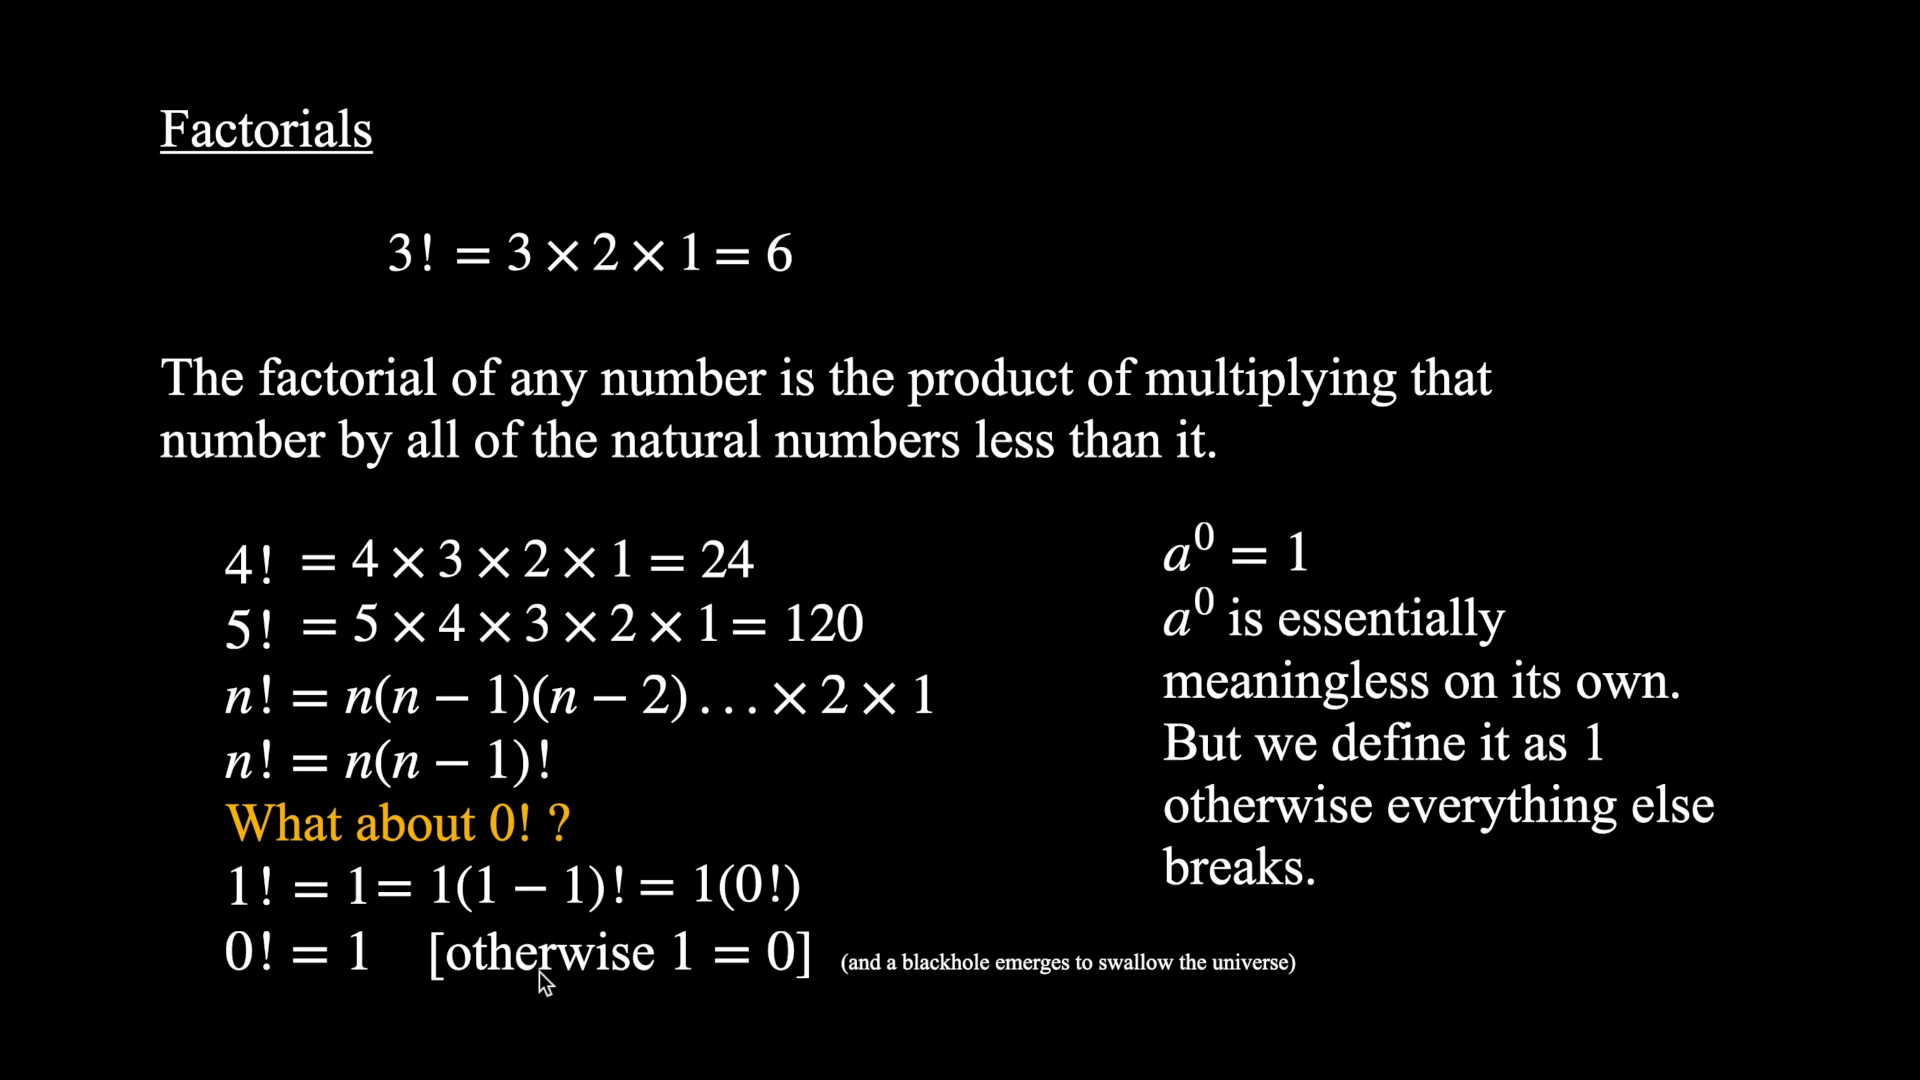 Factorials
3! = 3 × 2 × 1 = 6
The factorial of any number is the product of multiplying that
number by all of the natural numbers less than it.
4! = 4 × 3 × 2 × 1 = 24
5! = 5 × 4 × 3 × 2 × 1 = 120
n! = n(n − 1)(n − 2)… × 2 × 1
n! = n(n − 1)!
What about 0! ?
1! = 1 = 1(1 − 1)! = 1(0!)
0! = 1 [otherwise 1 = 0] (and a blackhole emerges to swallow the universe)
a⁰ = 1
a⁰ is essentially
meaningless on its own.
But we define it as 1
otherwise everything else
breaks.